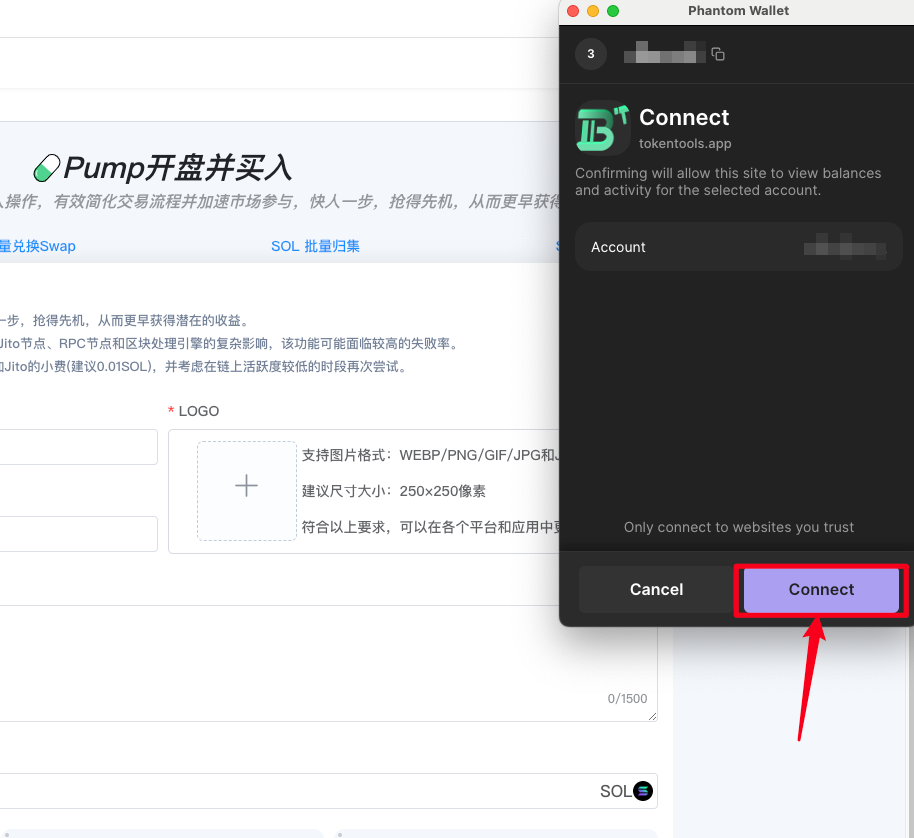 Phantom Wallet
3
Connect
tokentools.app
Confirming will allow this site to view balances
and activity for the selected account.
Account
Only connect to websites you trust
Cancel
Connect
Pump开盘并买入
操作，有效简化交易流程并加速市场参与，快人一步，抢得先机，从而更早获得
量兑换Swap
SOL 批量归集
一步，抢得先机，从而更早获得潜在的收益。
Jito节点、RPC节点和区块处理引擎的复杂影响，该功能可能面临较高的失败率。
Jito的小费(建议0.01SOL)，并考虑在链上活跃度较低的时段再次尝试。
* LOGO
支持图片格式：WEBP/PNG/GIF/JPG和
建议尺寸大小：250×250像素
符合以上要求，可以在各个平台和应用中
0/1500
SOL